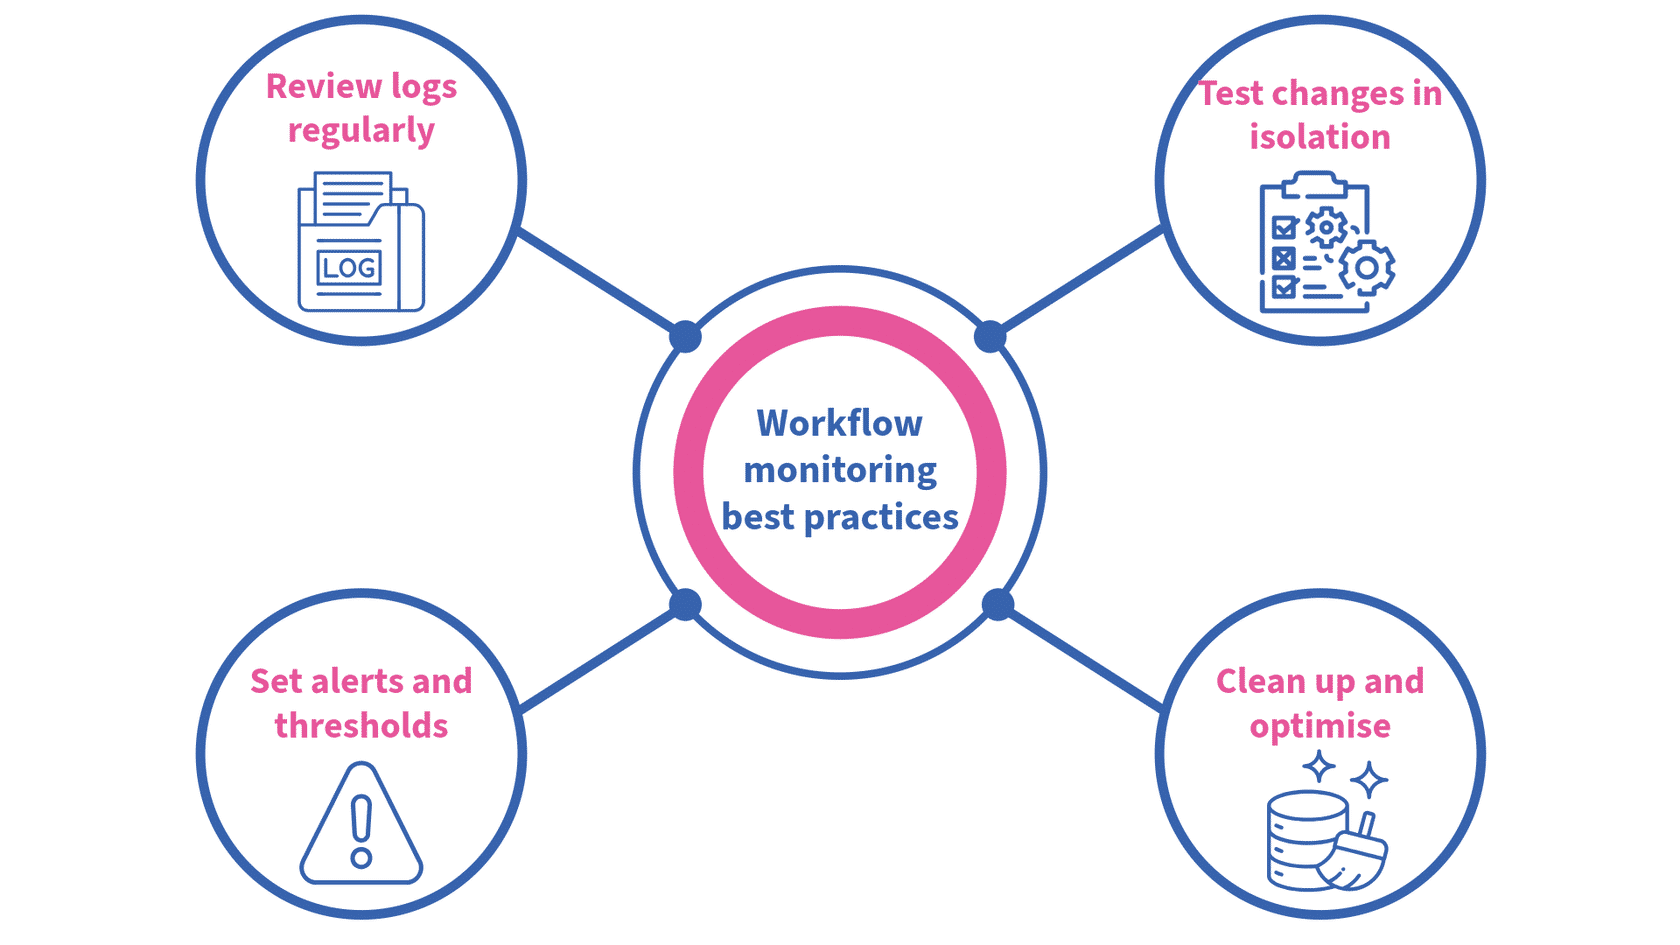 Review logs
regularly
LOG
Test changes in
isolation
Workflow
monitoring
best practices
Set alerts and
thresholds
Clean up and
optimise